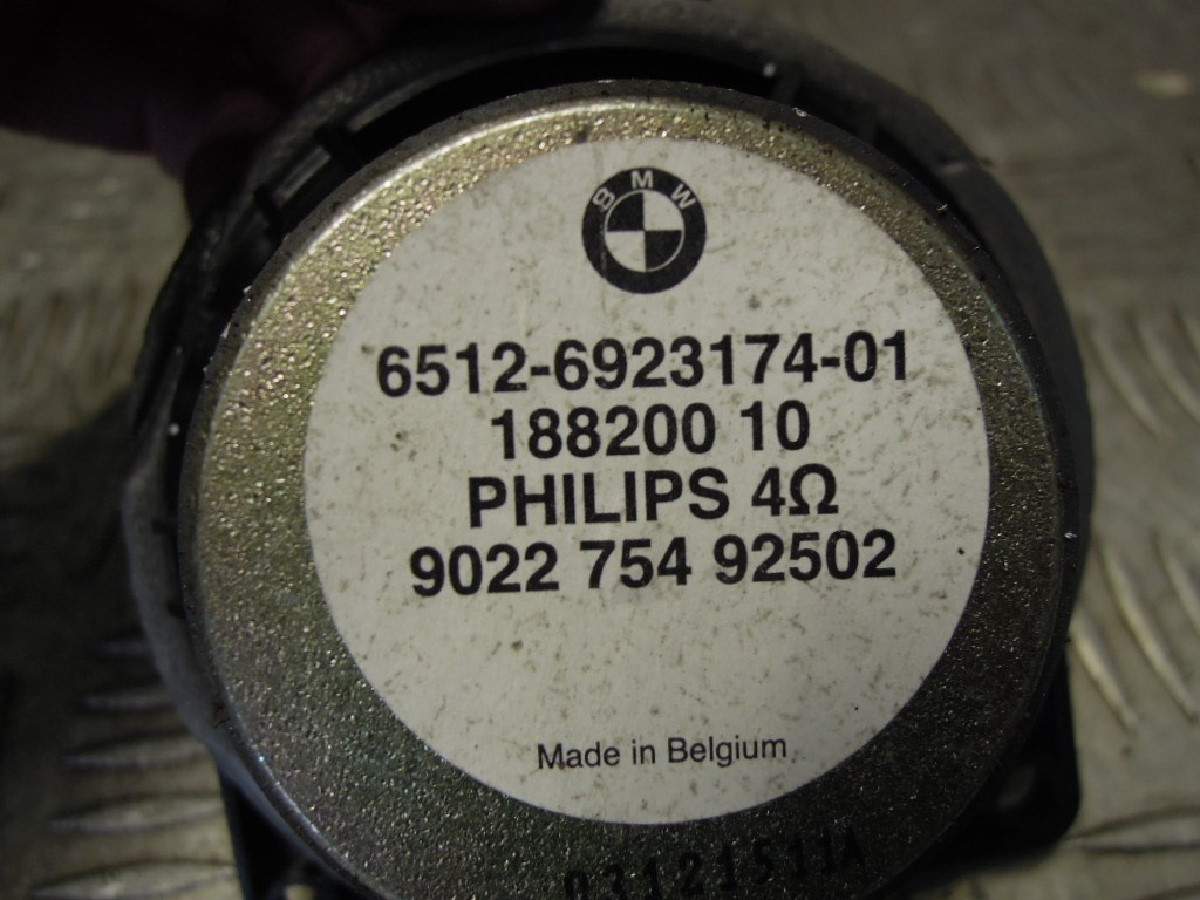 BMW
6512-6923174-01
188200 10
PHILIPS 4Ω
9022 754 92502
Made in Belgium